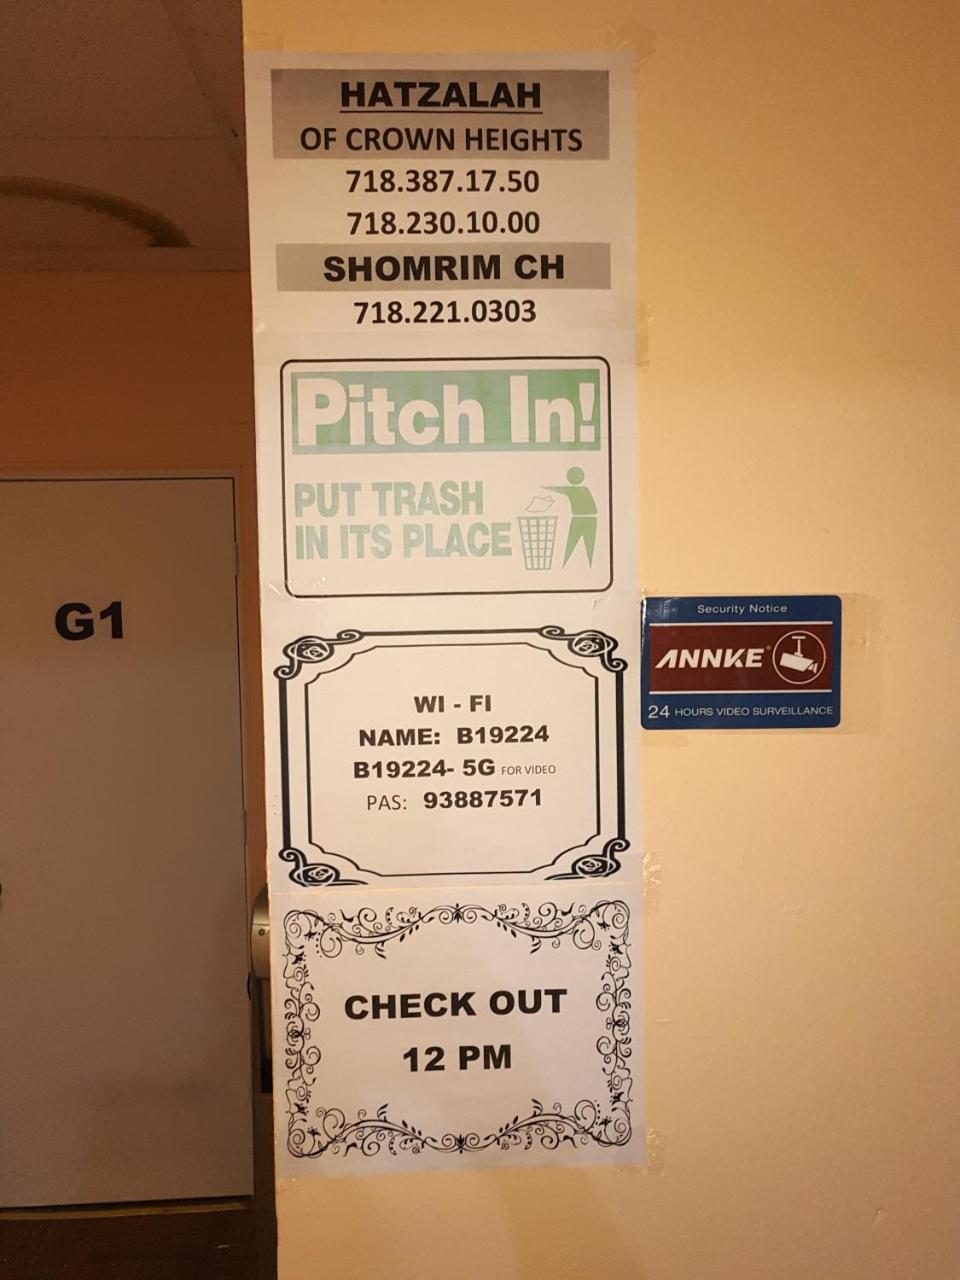 HATZALAH
OF CROWN HEIGHTS
718.387.17.50
718.230.10.00
SHOMRIM CH
718.221.0303
Pitch In!
PUT TRASH
IN ITS PLACE
G1
Security Notice
ANNKE®
24 HOURS VIDEO SURVEILLANCE
WI - FI
NAME: B19224
B19224- 5G FOR VIDEO
PAS: 93887571
CHECK OUT
12 PM